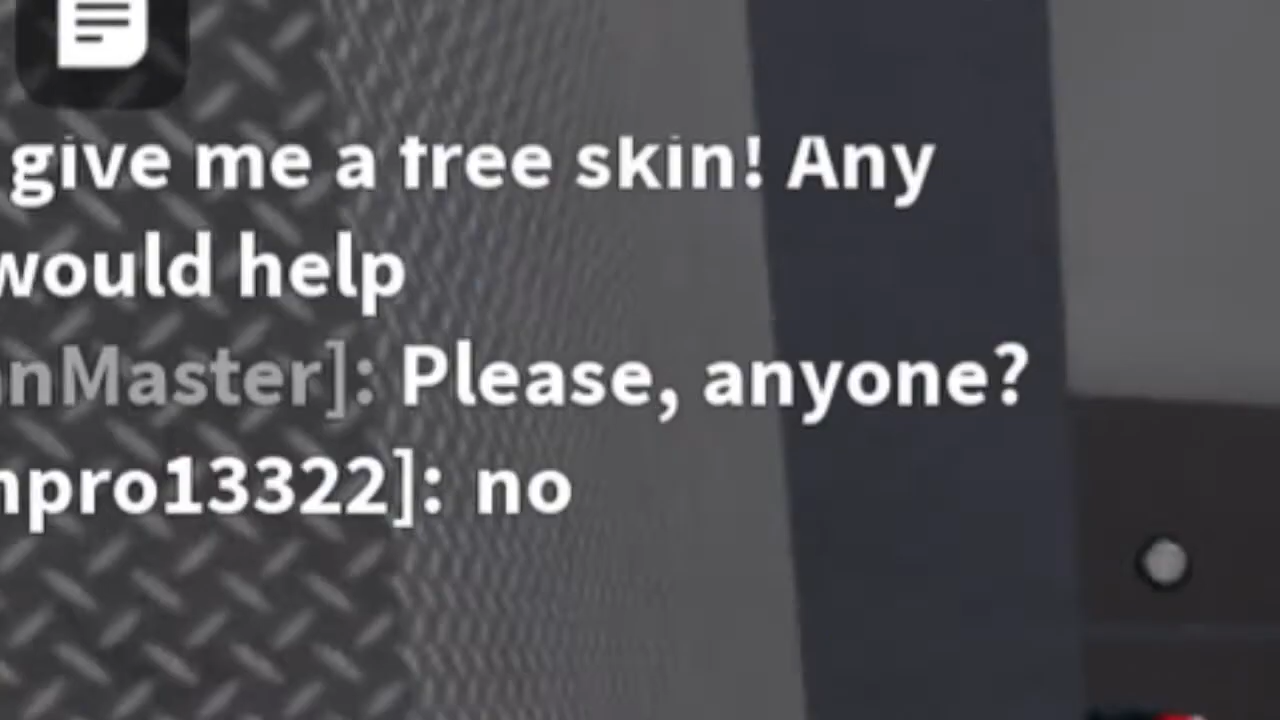 give me a free skin! Any
would help
nMaster]: Please, anyone?
npro13322]: no